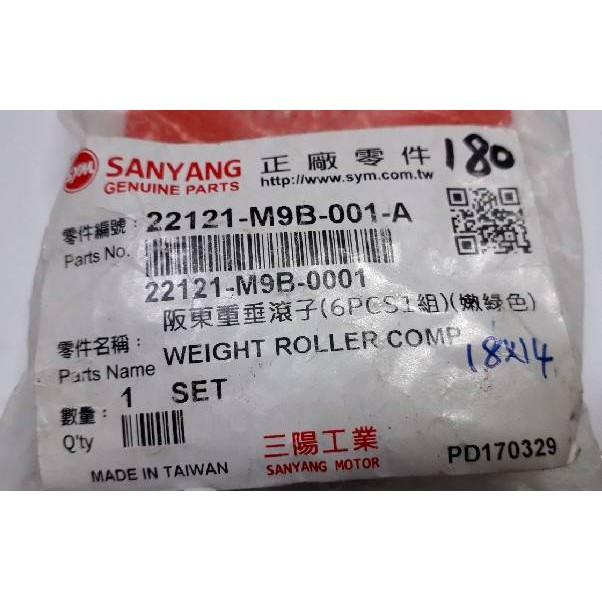 SYM SANYANG 正廠零件 180
GENUINE PARTS http://www.sym.com.tw
零件編號: 22121-M9B-001-A
Parts No.
22121-M9B-0001
阪東重垂滾子(6PCS1組)(嫩绿色)
零件名稱: WEIGHT ROLLER COMP
Parts Name
18x14
數量: 1 SET
Q'ty
三陽工業
MADE IN TAIWAN SANYANG MOTOR PD170329